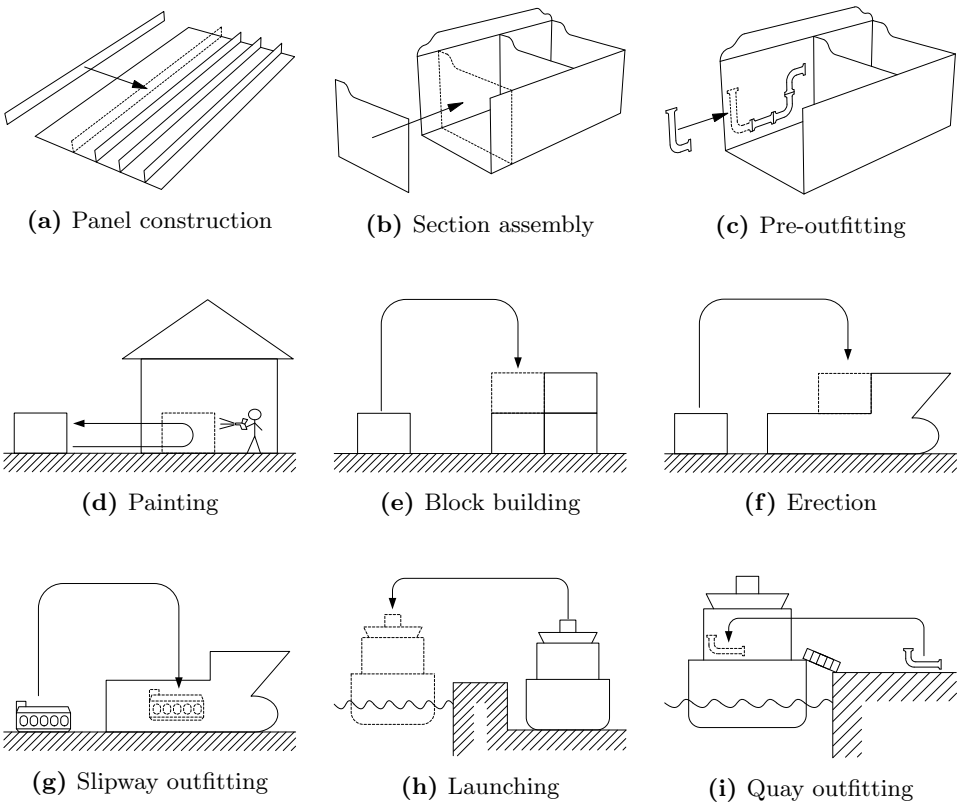 (a) Panel construction
(b) Section assembly
(c) Pre-outfitting
(d) Painting
(e) Block building
(f) Erection
(g) Slipway outfitting
(h) Launching
(i) Quay outfitting